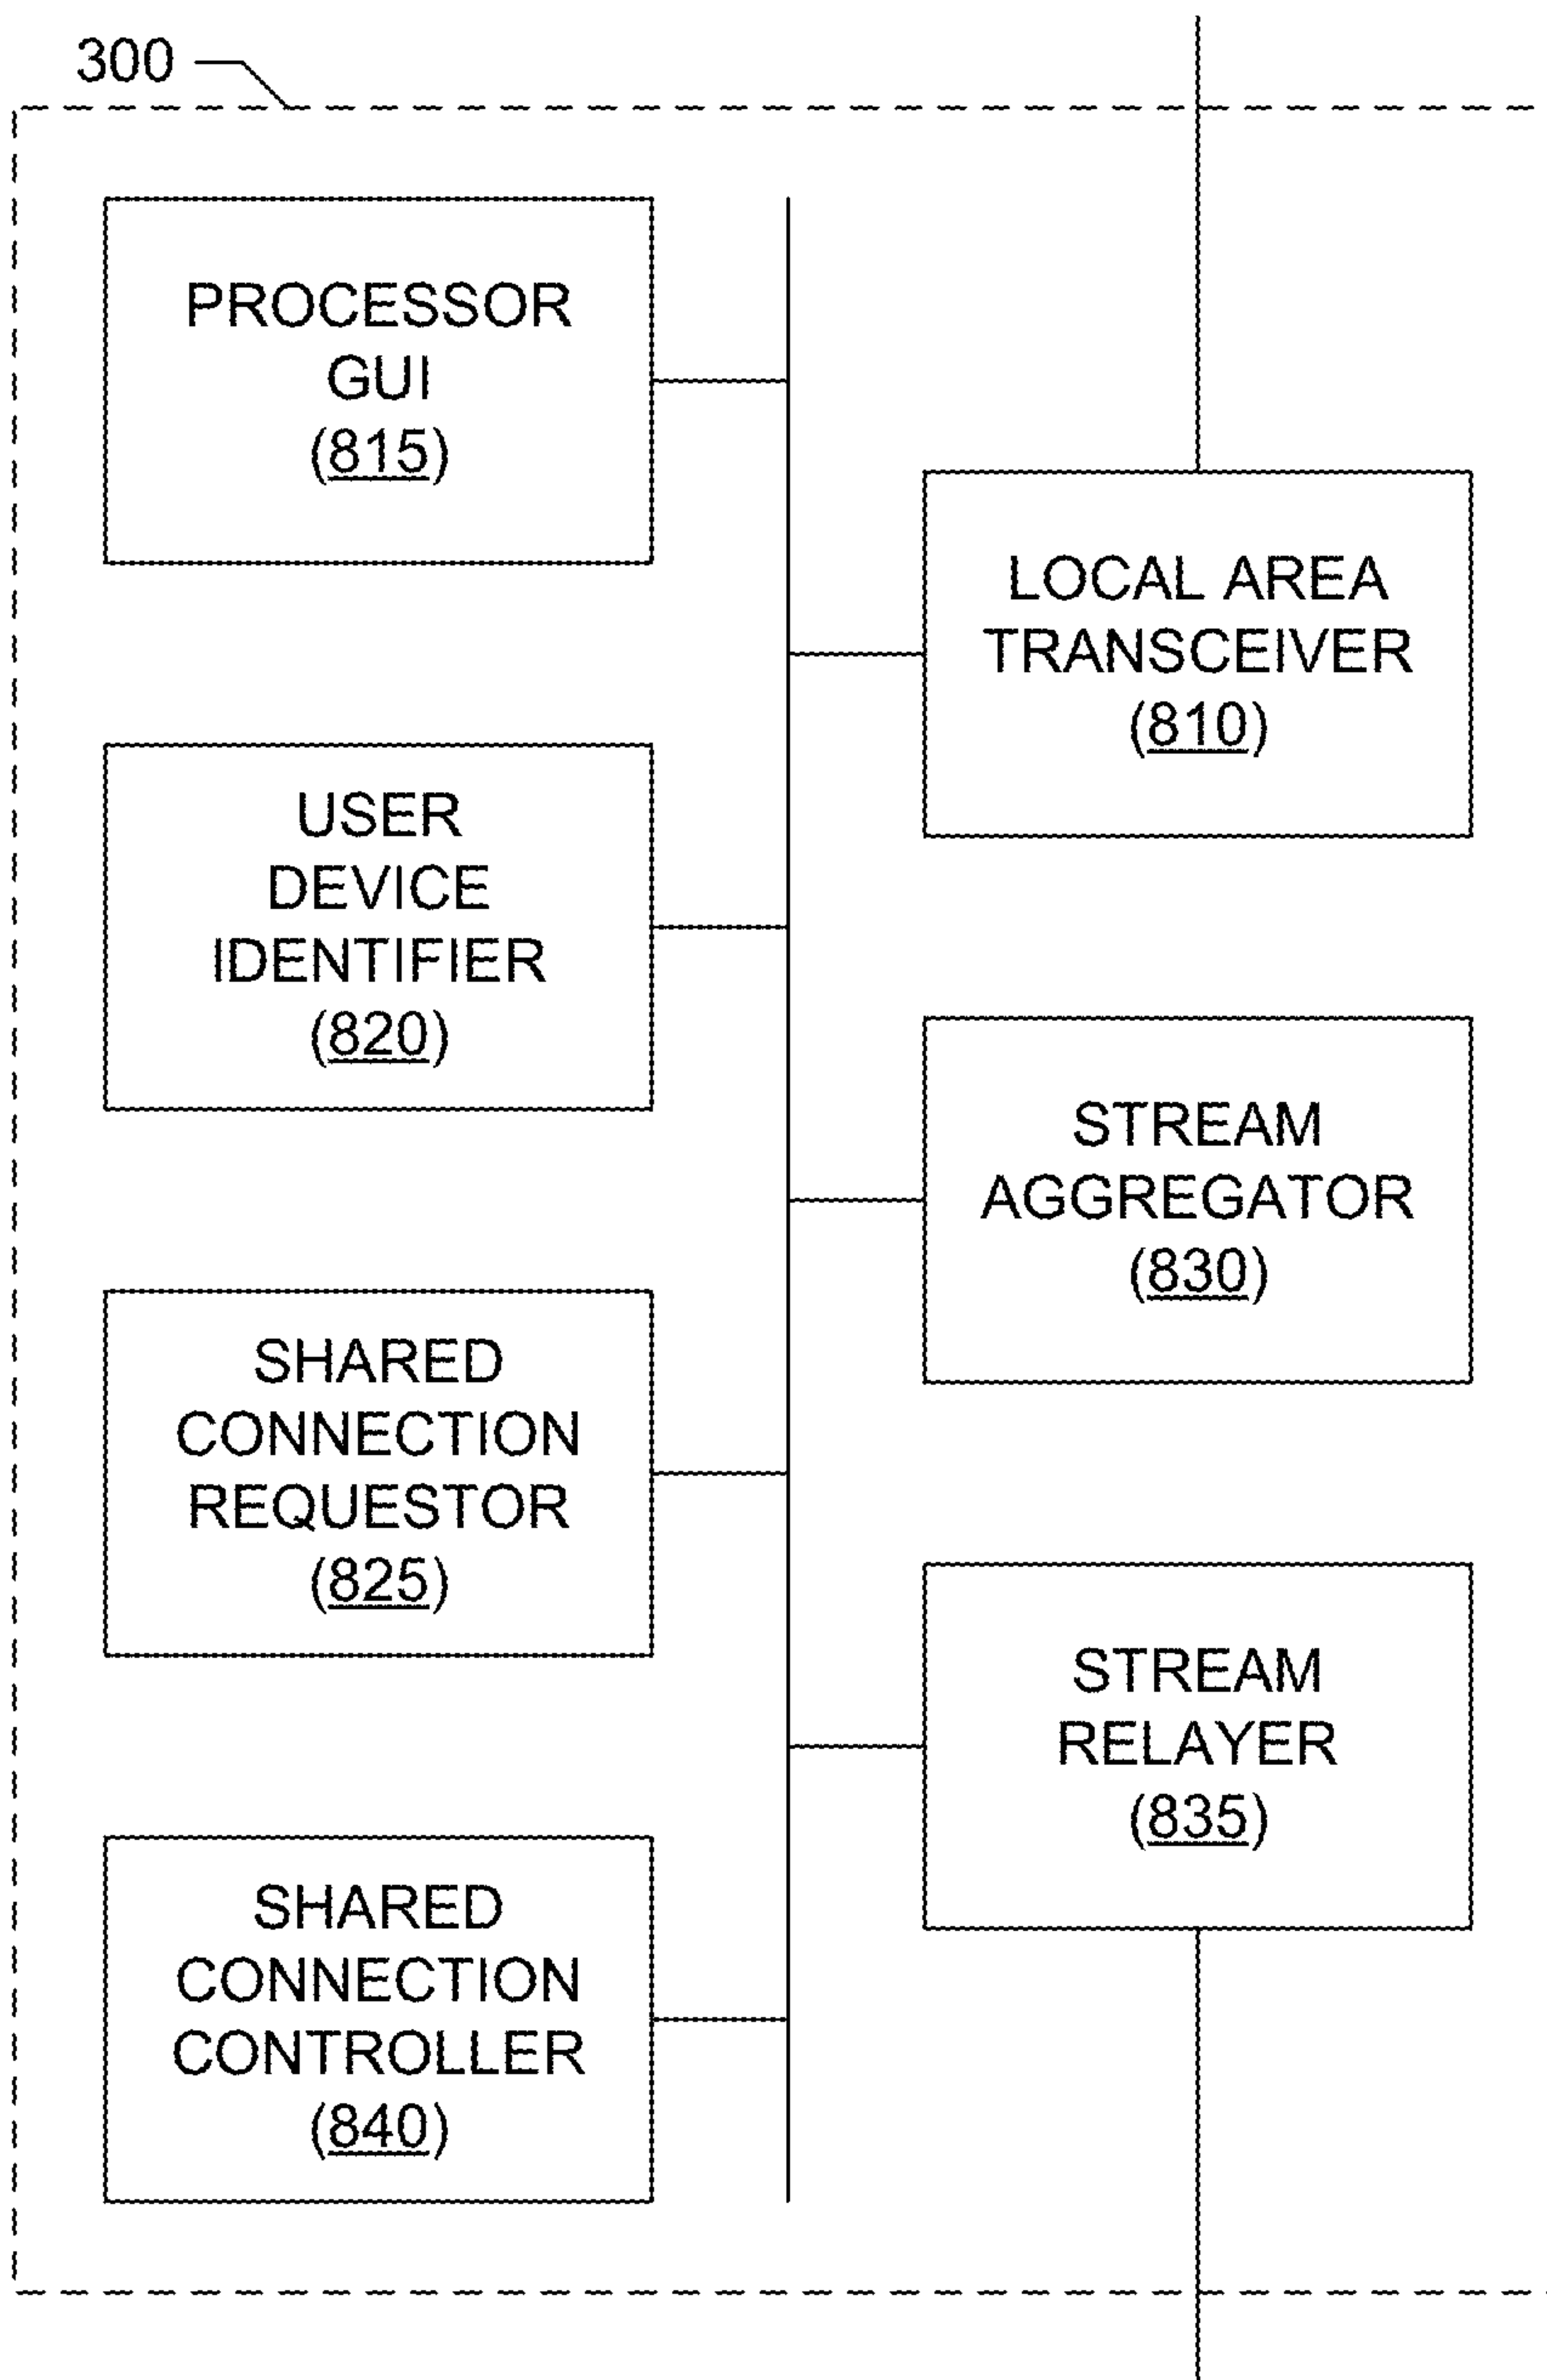 300
PROCESSOR
GUI
(815)
LOCAL AREA
TRANSCEIVER
(810)
USER
DEVICE
IDENTIFIER
(820)
STREAM
AGGREGATOR
(830)
SHARED
CONNECTION
REQUESTOR
(825)
STREAM
RELAYER
(835)
SHARED
CONNECTION
CONTROLLER
(840)